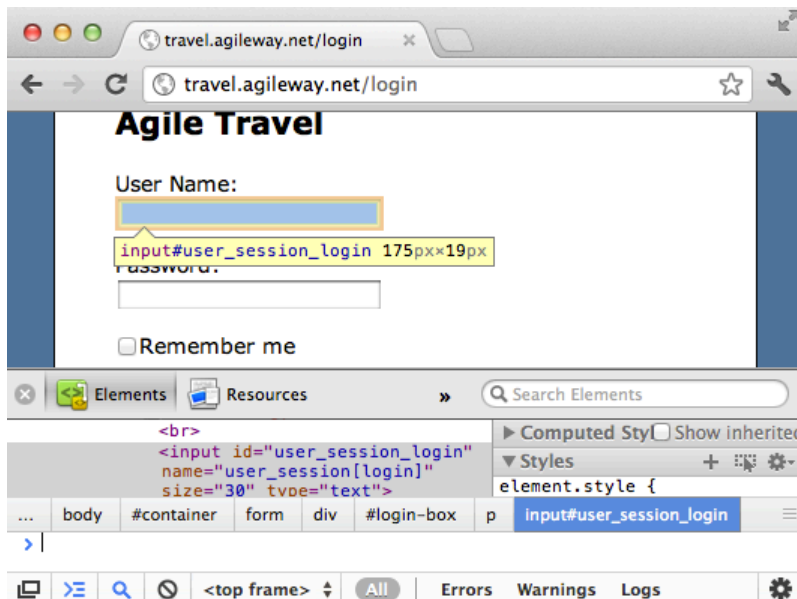 travel.agileway.net/login
travel.agileway.net/login
Agile Travel
User Name:
input#user_session_login 175px×19px
Password:
Remember me
Elements Resources » Search Elements
<br>
<input id="user_session_login"
name="user_session[login]"
size="30" type="text">
Computed Styl Show inherited
Styles
element.style {
... body #container form div #login-box p input#user_session_login
>
<top frame> All Errors Warnings Logs